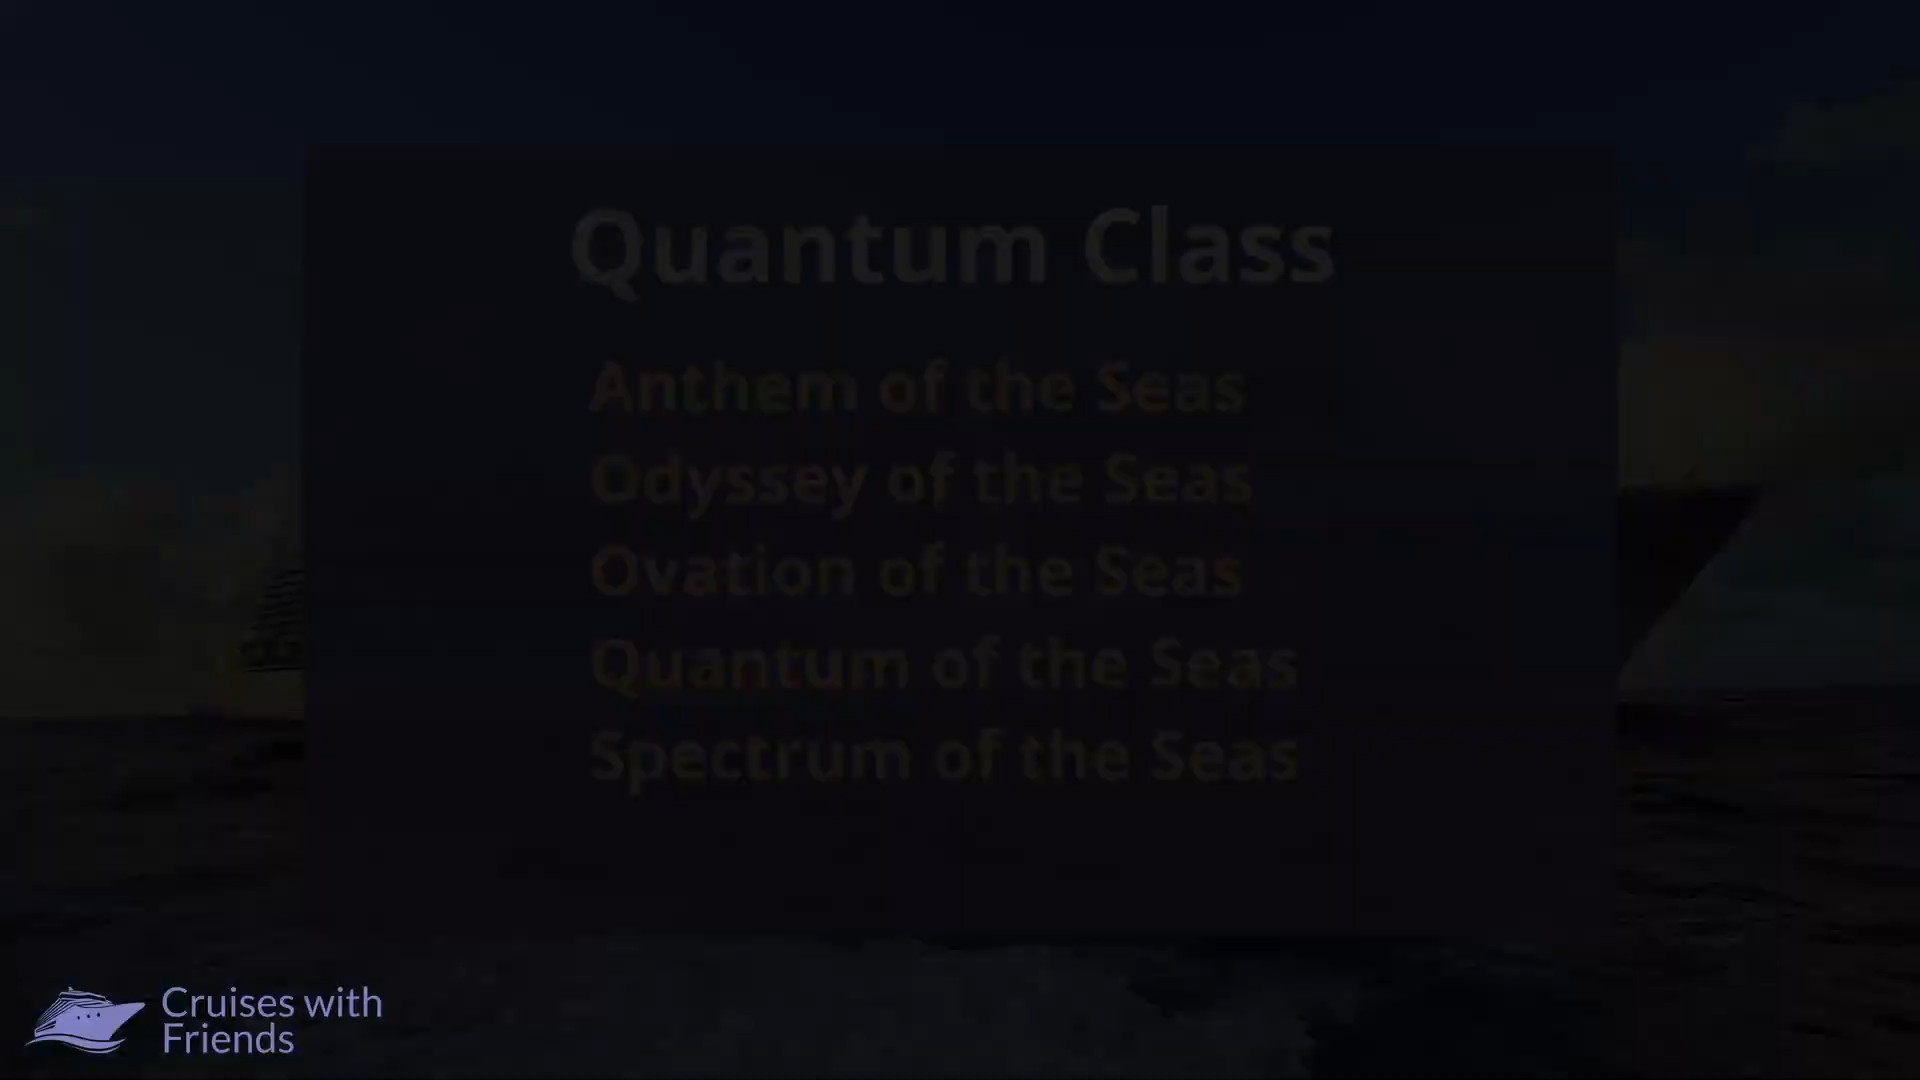 Quantum Class
Anthem of the Seas
Odyssey of the Seas
Ovation of the Seas
Quantum of the Seas
Spectrum of the Seas
Cruises with
Friends